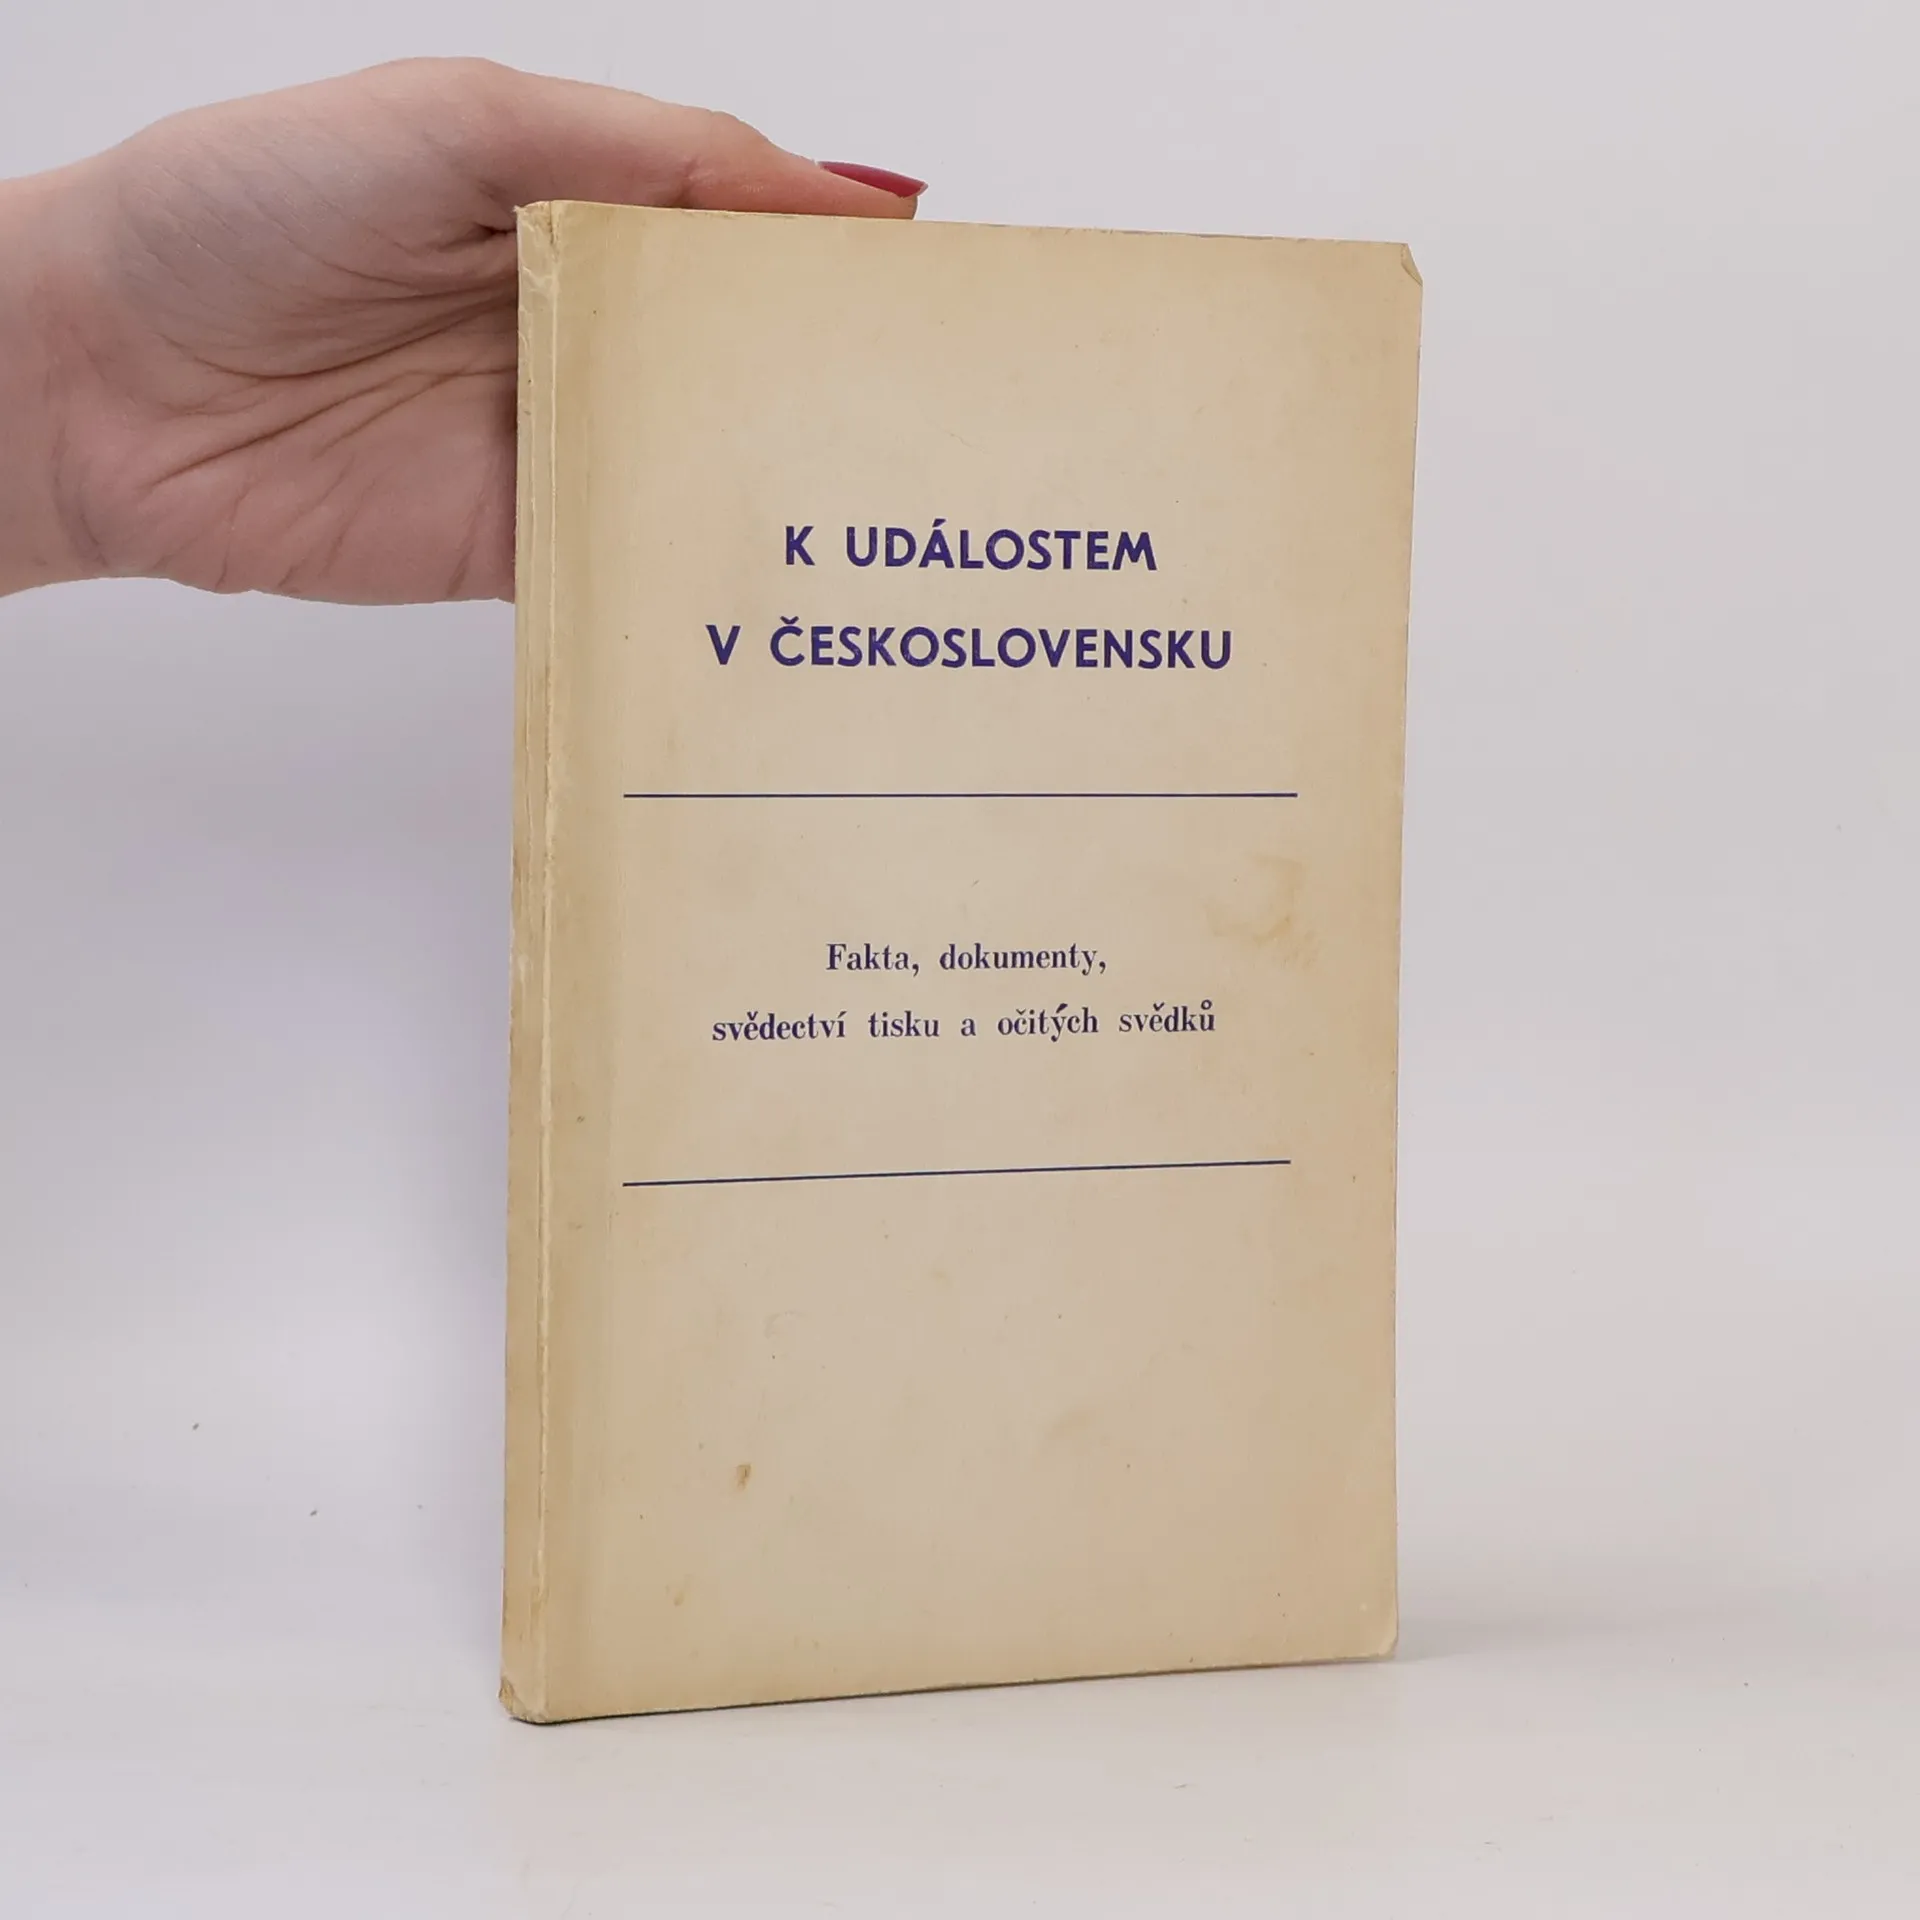 K UDÁLOSTEM
V ČESKOSLOVENSKU
Fakta, dokumenty,
svědectví tisku a očitých svědků